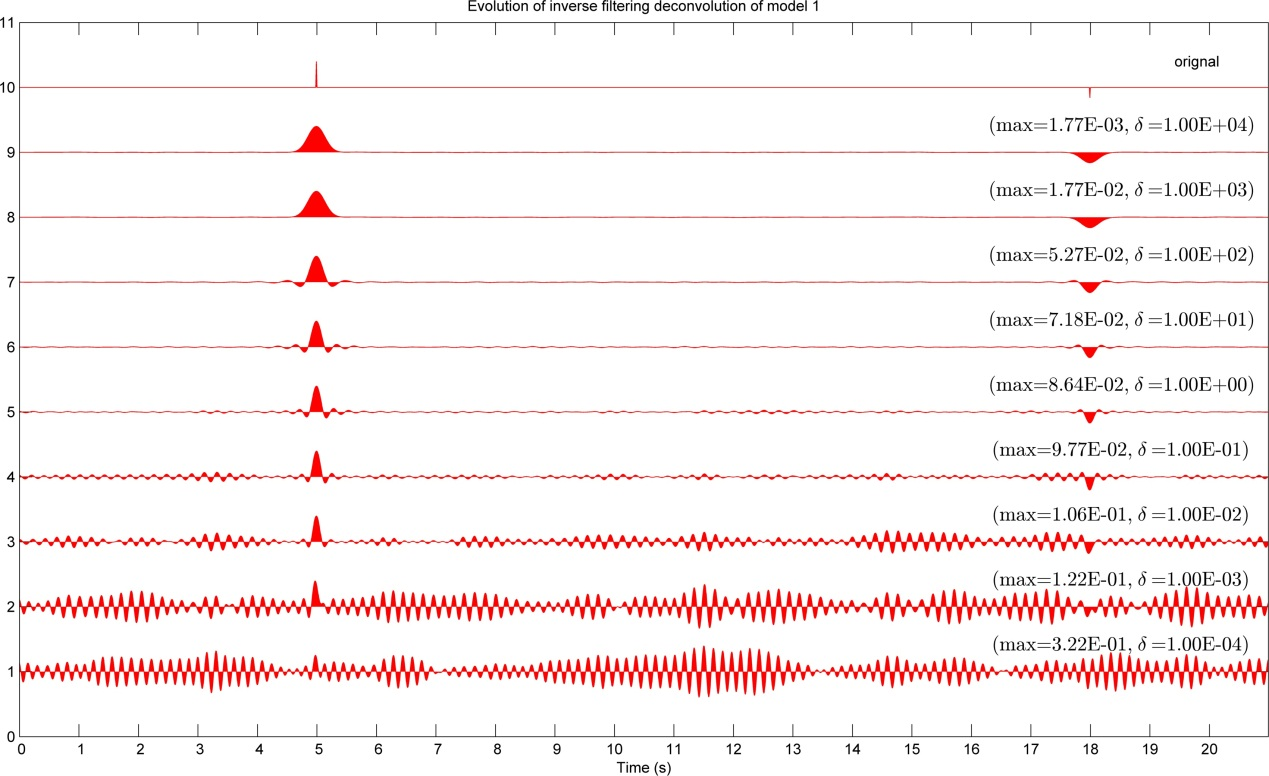 Evolution of inverse filtering deconvolution of model 1
11
orignal
10
(max=1.77E-03, δ=1.00E+04)
9
(max=1.77E-02, δ=1.00E+03)
8
(max=5.27E-02, δ=1.00E+02)
7
(max=7.18E-02, δ=1.00E+01)
6
(max=8.64E-02, δ=1.00E+00)
5
(max=9.77E-02, δ=1.00E-01)
4
(max=1.06E-01, δ=1.00E-02)
3
(max=1.22E-01, δ=1.00E-03)
2
(max=3.22E-01, δ=1.00E-04)
1
0
0 1 2 3 4 5 6 7 8 9 10 11 12 13 14 15 16 17 18 19 20
Time (s)